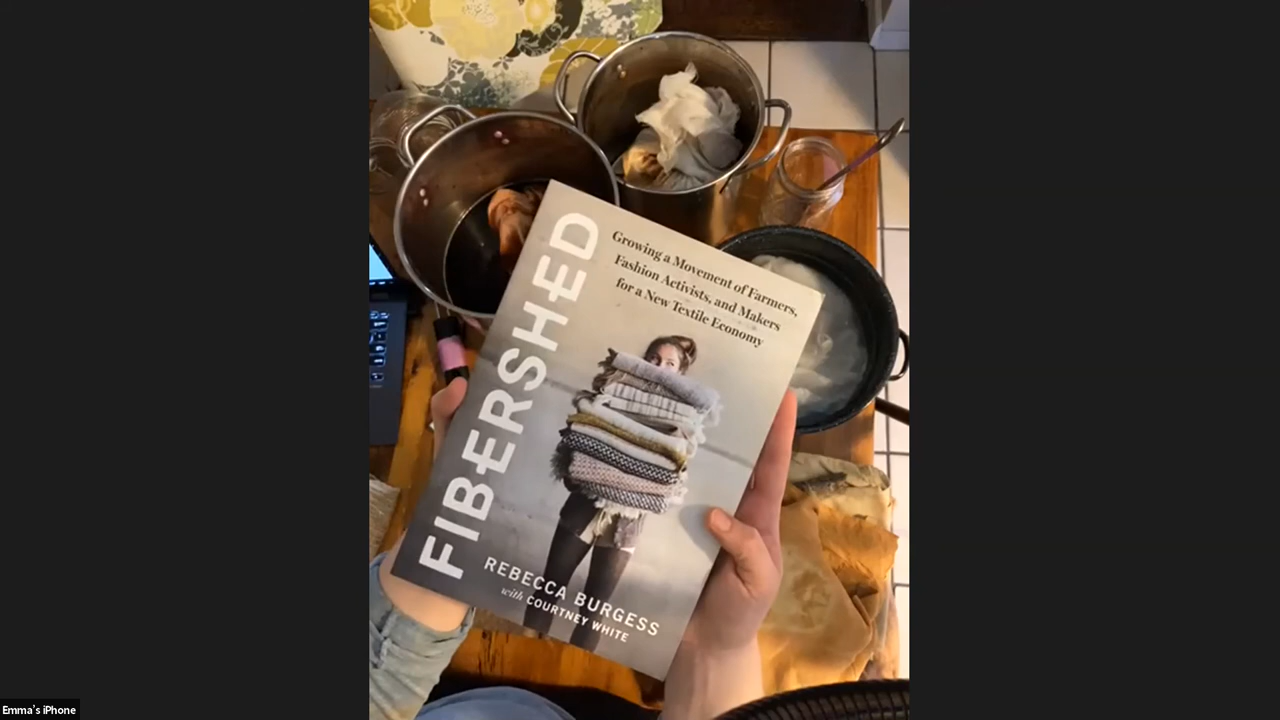 Growing a Movement of Farmers,
Fashion Activists, and Makers
for a New Textile Economy
FIBERSHED
REBECCA BURGESS
with COURTNEY WHITE
Emma's iPhone